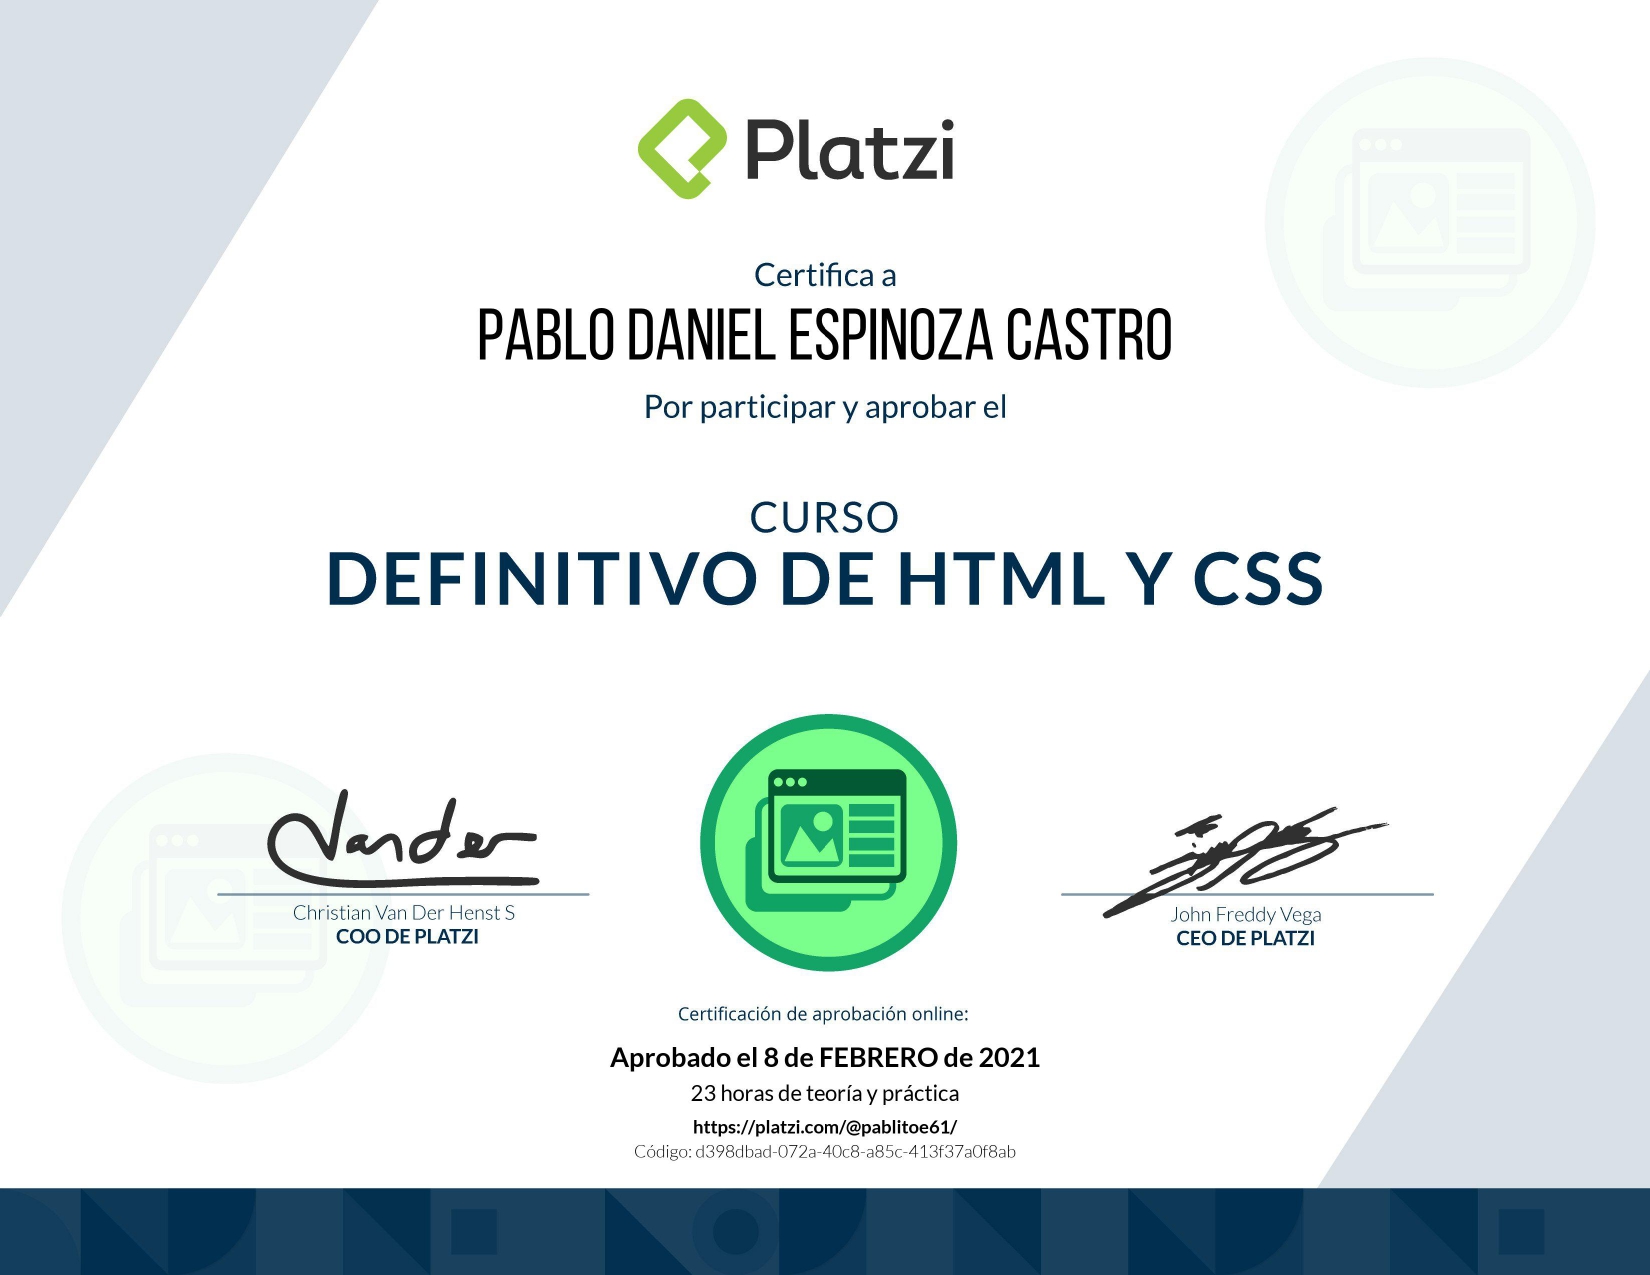 Platzi
Certifica a
PABLO DANIEL ESPINOZA CASTRO
Por participar y aprobar el
CURSO
DEFINITIVO DE HTML Y CSS
Vander
Christian Van Der Henst S
COO DE PLATZI
John Freddy Vega
CEO DE PLATZI
Certificación de aprobación online:
Aprobado el 8 de FEBRERO de 2021
23 horas de teoría y práctica
https://platzi.com/@pablitoe61/
Código: d398dbad-072a-40c8-a85c-413f37a0f8ab